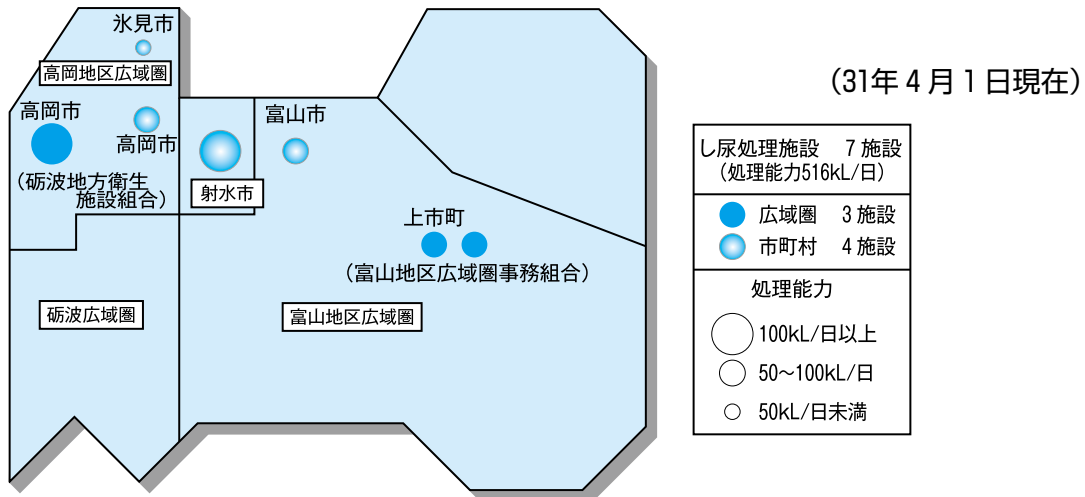 氷見市
高岡地区広域圏
高岡市
高岡市
(砺波地方衛生
施設組合)
射水市
富山市
上市町
(富山地区広域圏事務組合)
砺波広域圏
富山地区広域圏
(31年4月1日現在)
し尿処理施設 7施設
(処理能力516kL/日)
広域圏 3施設
市町村 4施設
処理能力
100kL/日以上
50〜100kL/日
50kL/日未満